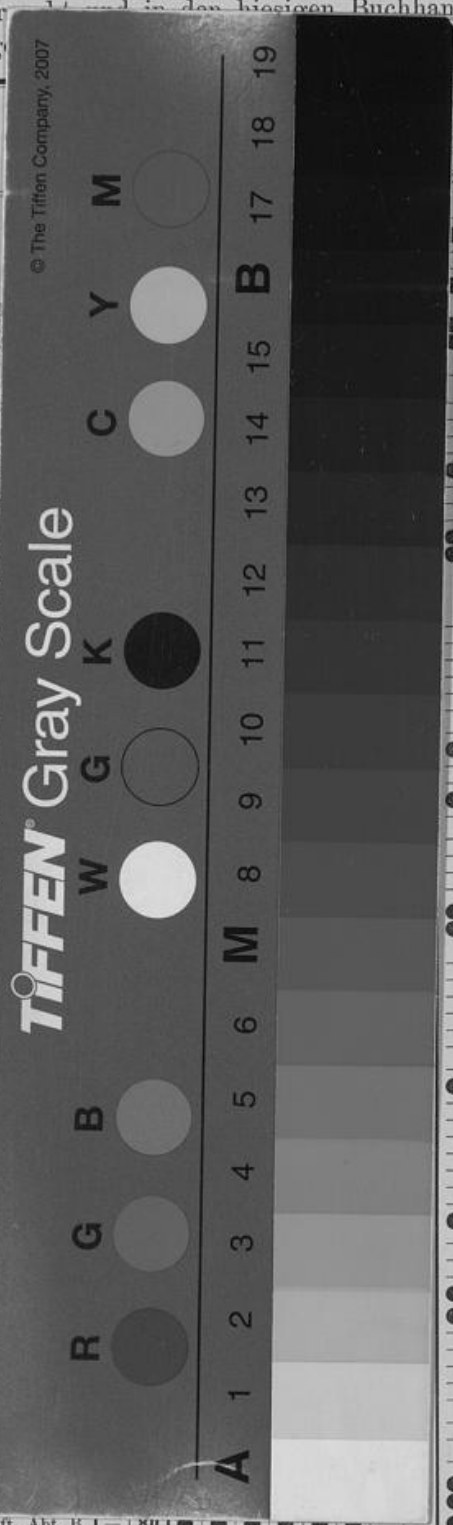 und in den hiesigen Buchhan
© The Tiffen Company, 2007
TIFFEN® Gray Scale
R G B W G K C Y M
A 1 2 3 4 5 6 M 8 9 10 11 12 13 14 15 B 17 18 19